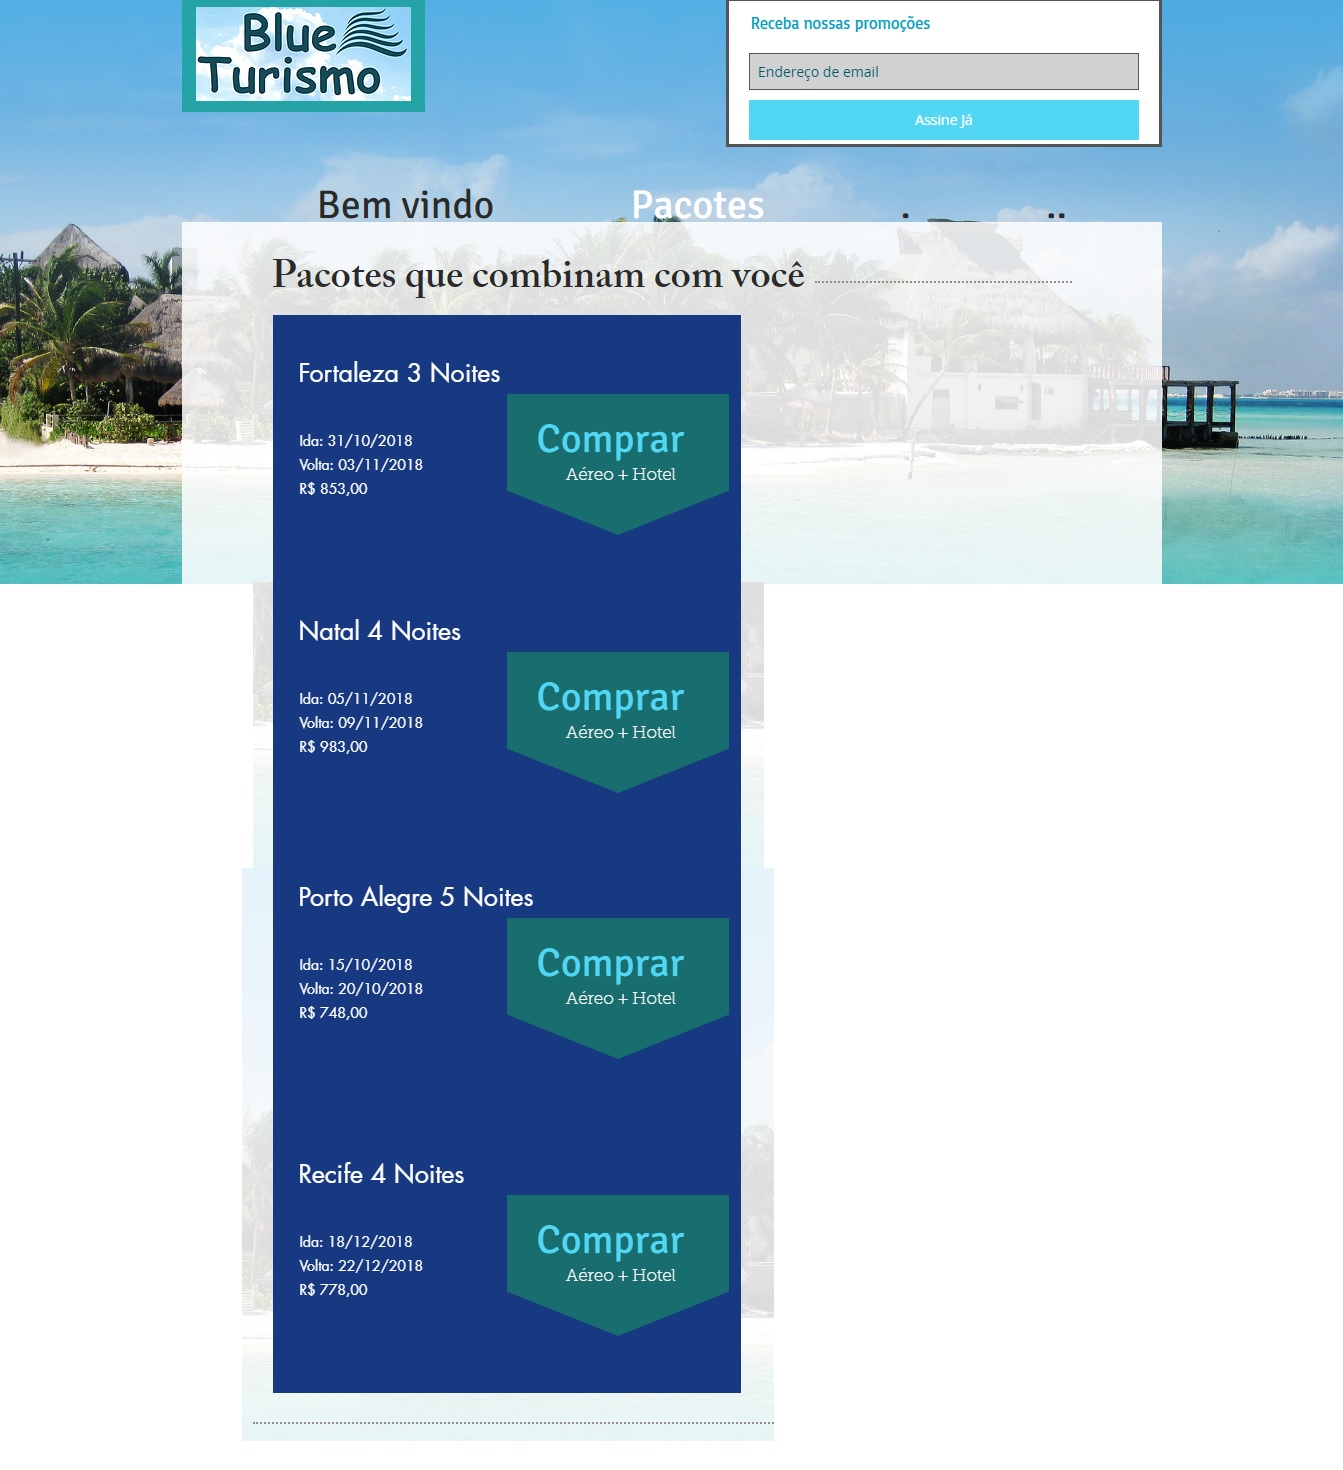 Blue
Turismo
Receba nossas promoções
Endereço de email
Assine Já
Bem vindo
Pacotes
Pacotes que combinam com você
Fortaleza 3 Noites
Ida: 31/10/2018
Volta: 03/11/2018
R$ 853,00
Comprar
Aéreo + Hotel
Natal 4 Noites
Ida: 05/11/2018
Volta: 09/11/2018
R$ 983,00
Comprar
Aéreo + Hotel
Porto Alegre 5 Noites
Ida: 15/10/2018
Volta: 20/10/2018
R$ 748,00
Comprar
Aéreo + Hotel
Recife 4 Noites
Ida: 18/12/2018
Volta: 22/12/2018
R$ 778,00
Comprar
Aéreo + Hotel